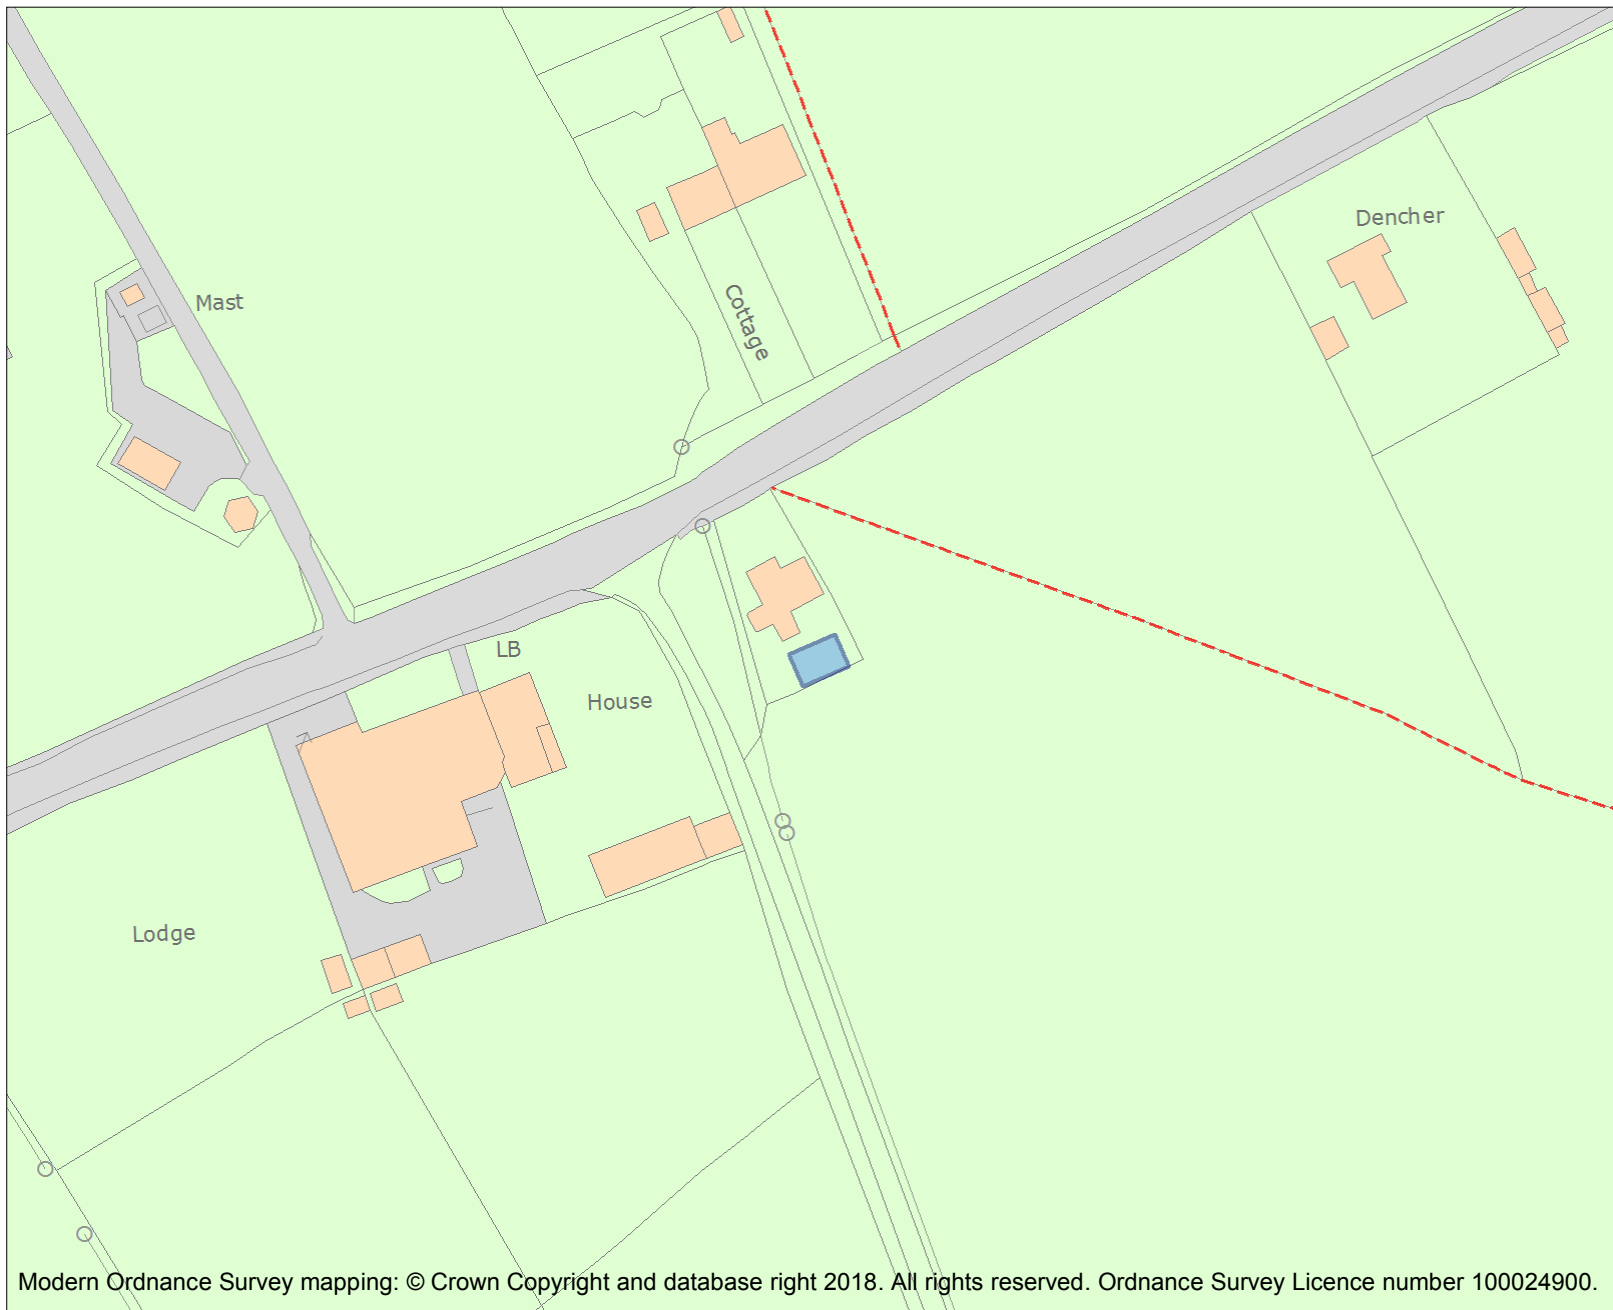 Dencher
Mast
Cottage
LB
House
Lodge
Modern Ordnance Survey mapping: © Crown Copyright and database right 2018. All rights reserved. Ordnance Survey Licence number 100024900.